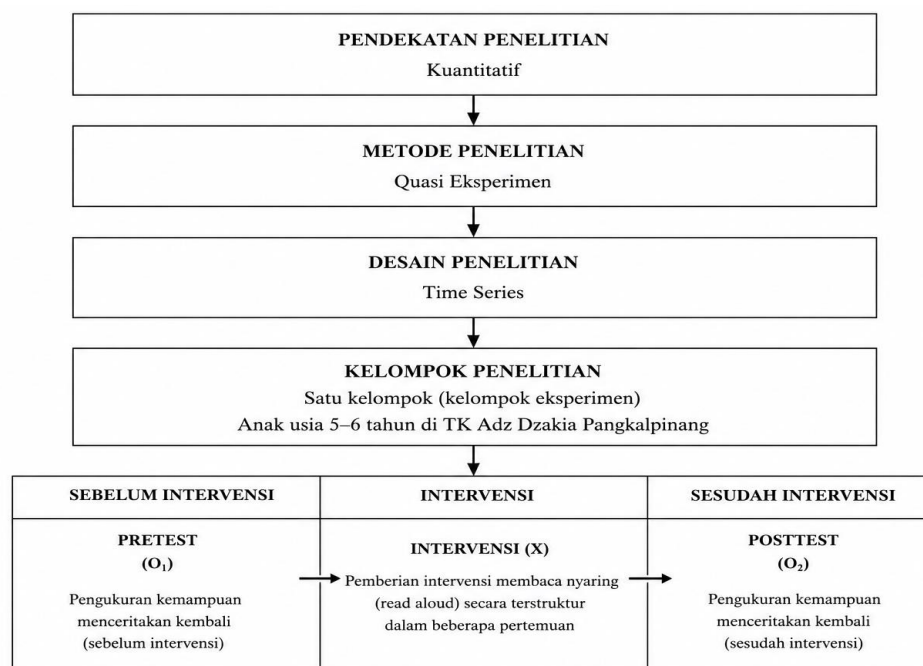 PENDEKATAN PENELITIAN
Kuantitatif
METODE PENELITIAN
Quasi Eksperimen
DESAIN PENELITIAN
Time Series
KELOMPOK PENELITIAN
Satu kelompok (kelompok eksperimen)
Anak usia 5–6 tahun di TK Adz Dzakia Pangkalpinang
SEBELUM INTERVENSI
PRETEST
(O₁)
Pengukuran kemampuan
menceritakan kembali
(sebelum intervensi)
INTERVENSI
INTERVENSI (X)
Pemberian intervensi membaca nyaring
(read aloud) secara terstruktur
dalam beberapa pertemuan
SESUDAH INTERVENSI
POSTTEST
(O₂)
Pengukuran kemampuan
menceritakan kembali
(sesudah intervensi)